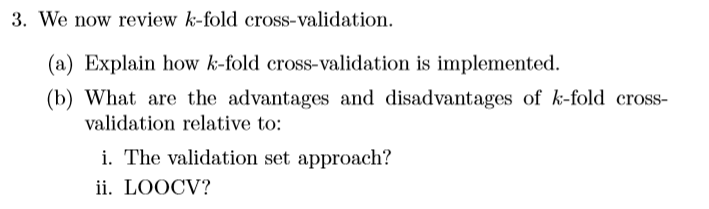 3. We now review k-fold cross-validation.
(a) Explain how k-fold cross-validation is implemented.
(b) What are the advantages and disadvantages of k-fold cross-
validation relative to:
i. The validation set approach?
ii. LOOCV?